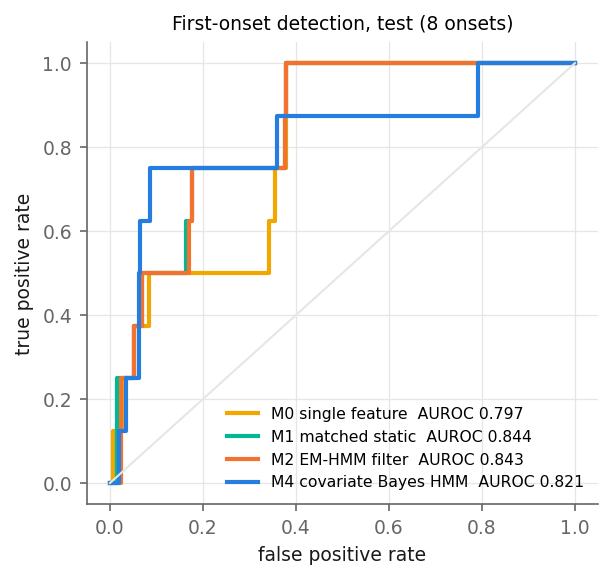 First-onset detection, test (8 onsets)
true positive rate
1.0
0.8
0.6
0.4
0.2
0.0
M0 single feature AUROC 0.797
M1 matched static AUROC 0.844
M2 EM-HMM filter AUROC 0.843
M4 covariate Bayes HMM AUROC 0.821
0.0 0.2 0.4 0.6 0.8 1.0
false positive rate